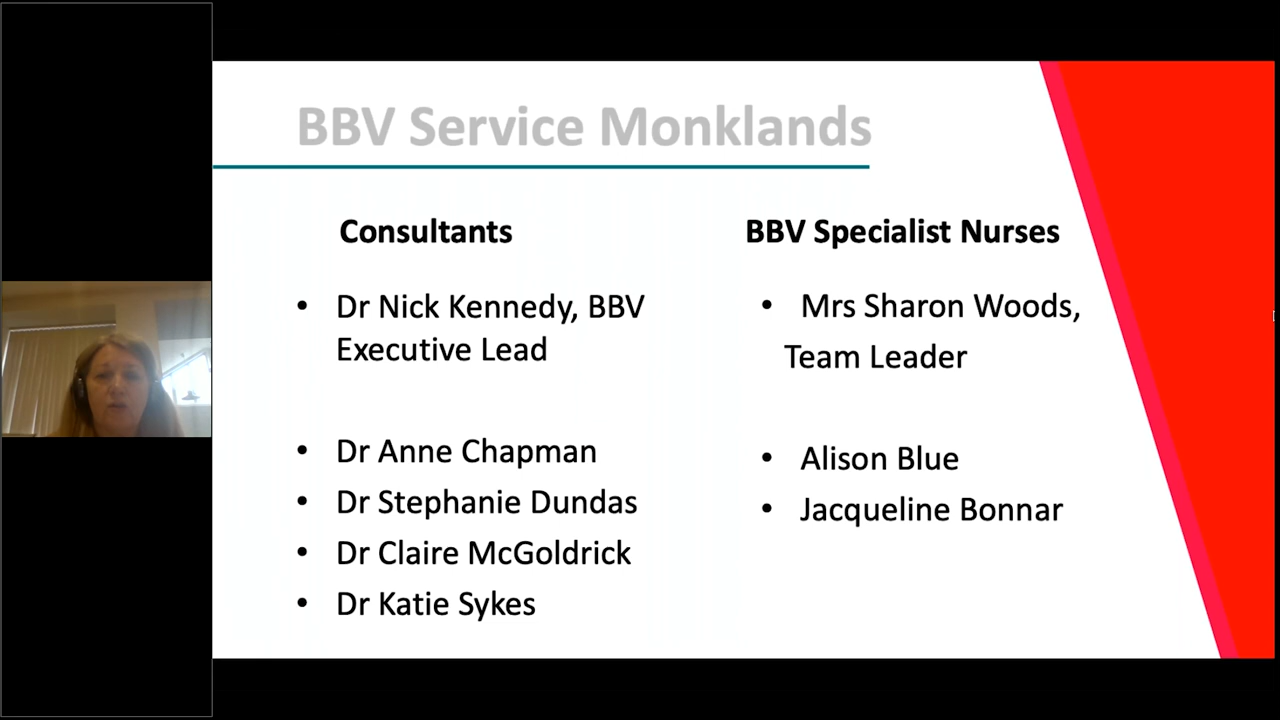 BBV Service Monklands
Consultants
• Dr Nick Kennedy, BBV
Executive Lead
• Dr Anne Chapman
• Dr Stephanie Dundas
• Dr Claire McGoldrick
• Dr Katie Sykes
BBV Specialist Nurses
• Mrs Sharon Woods,
Team Leader
• Alison Blue
• Jacqueline Bonnar